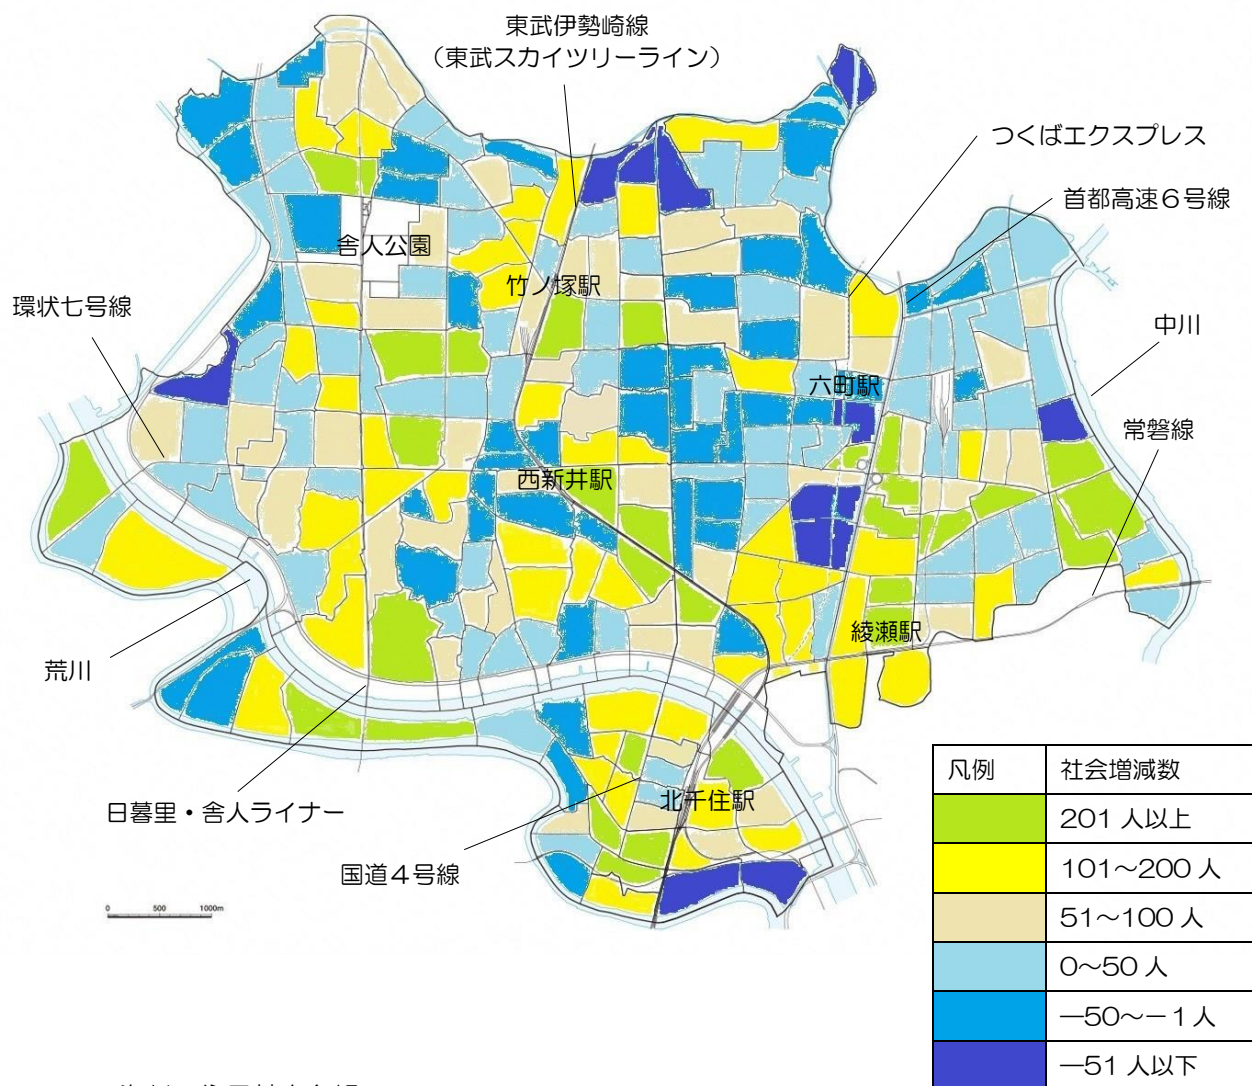 東武伊勢崎線
（東武スカイツリーライン）
つくばエクスプレス
首都高速６号線
舎人公園
竹ノ塚駅
環状七号線
中川
六町駅
常磐線
西新井駅
綾瀬駅
荒川
日暮里・舎人ライナー
北千住駅
国道４号線
0 500 1000m
凡例 社会増減数
201 人以上
101～200 人
51～100 人
0～50 人
―50～－１人
―51 人以下